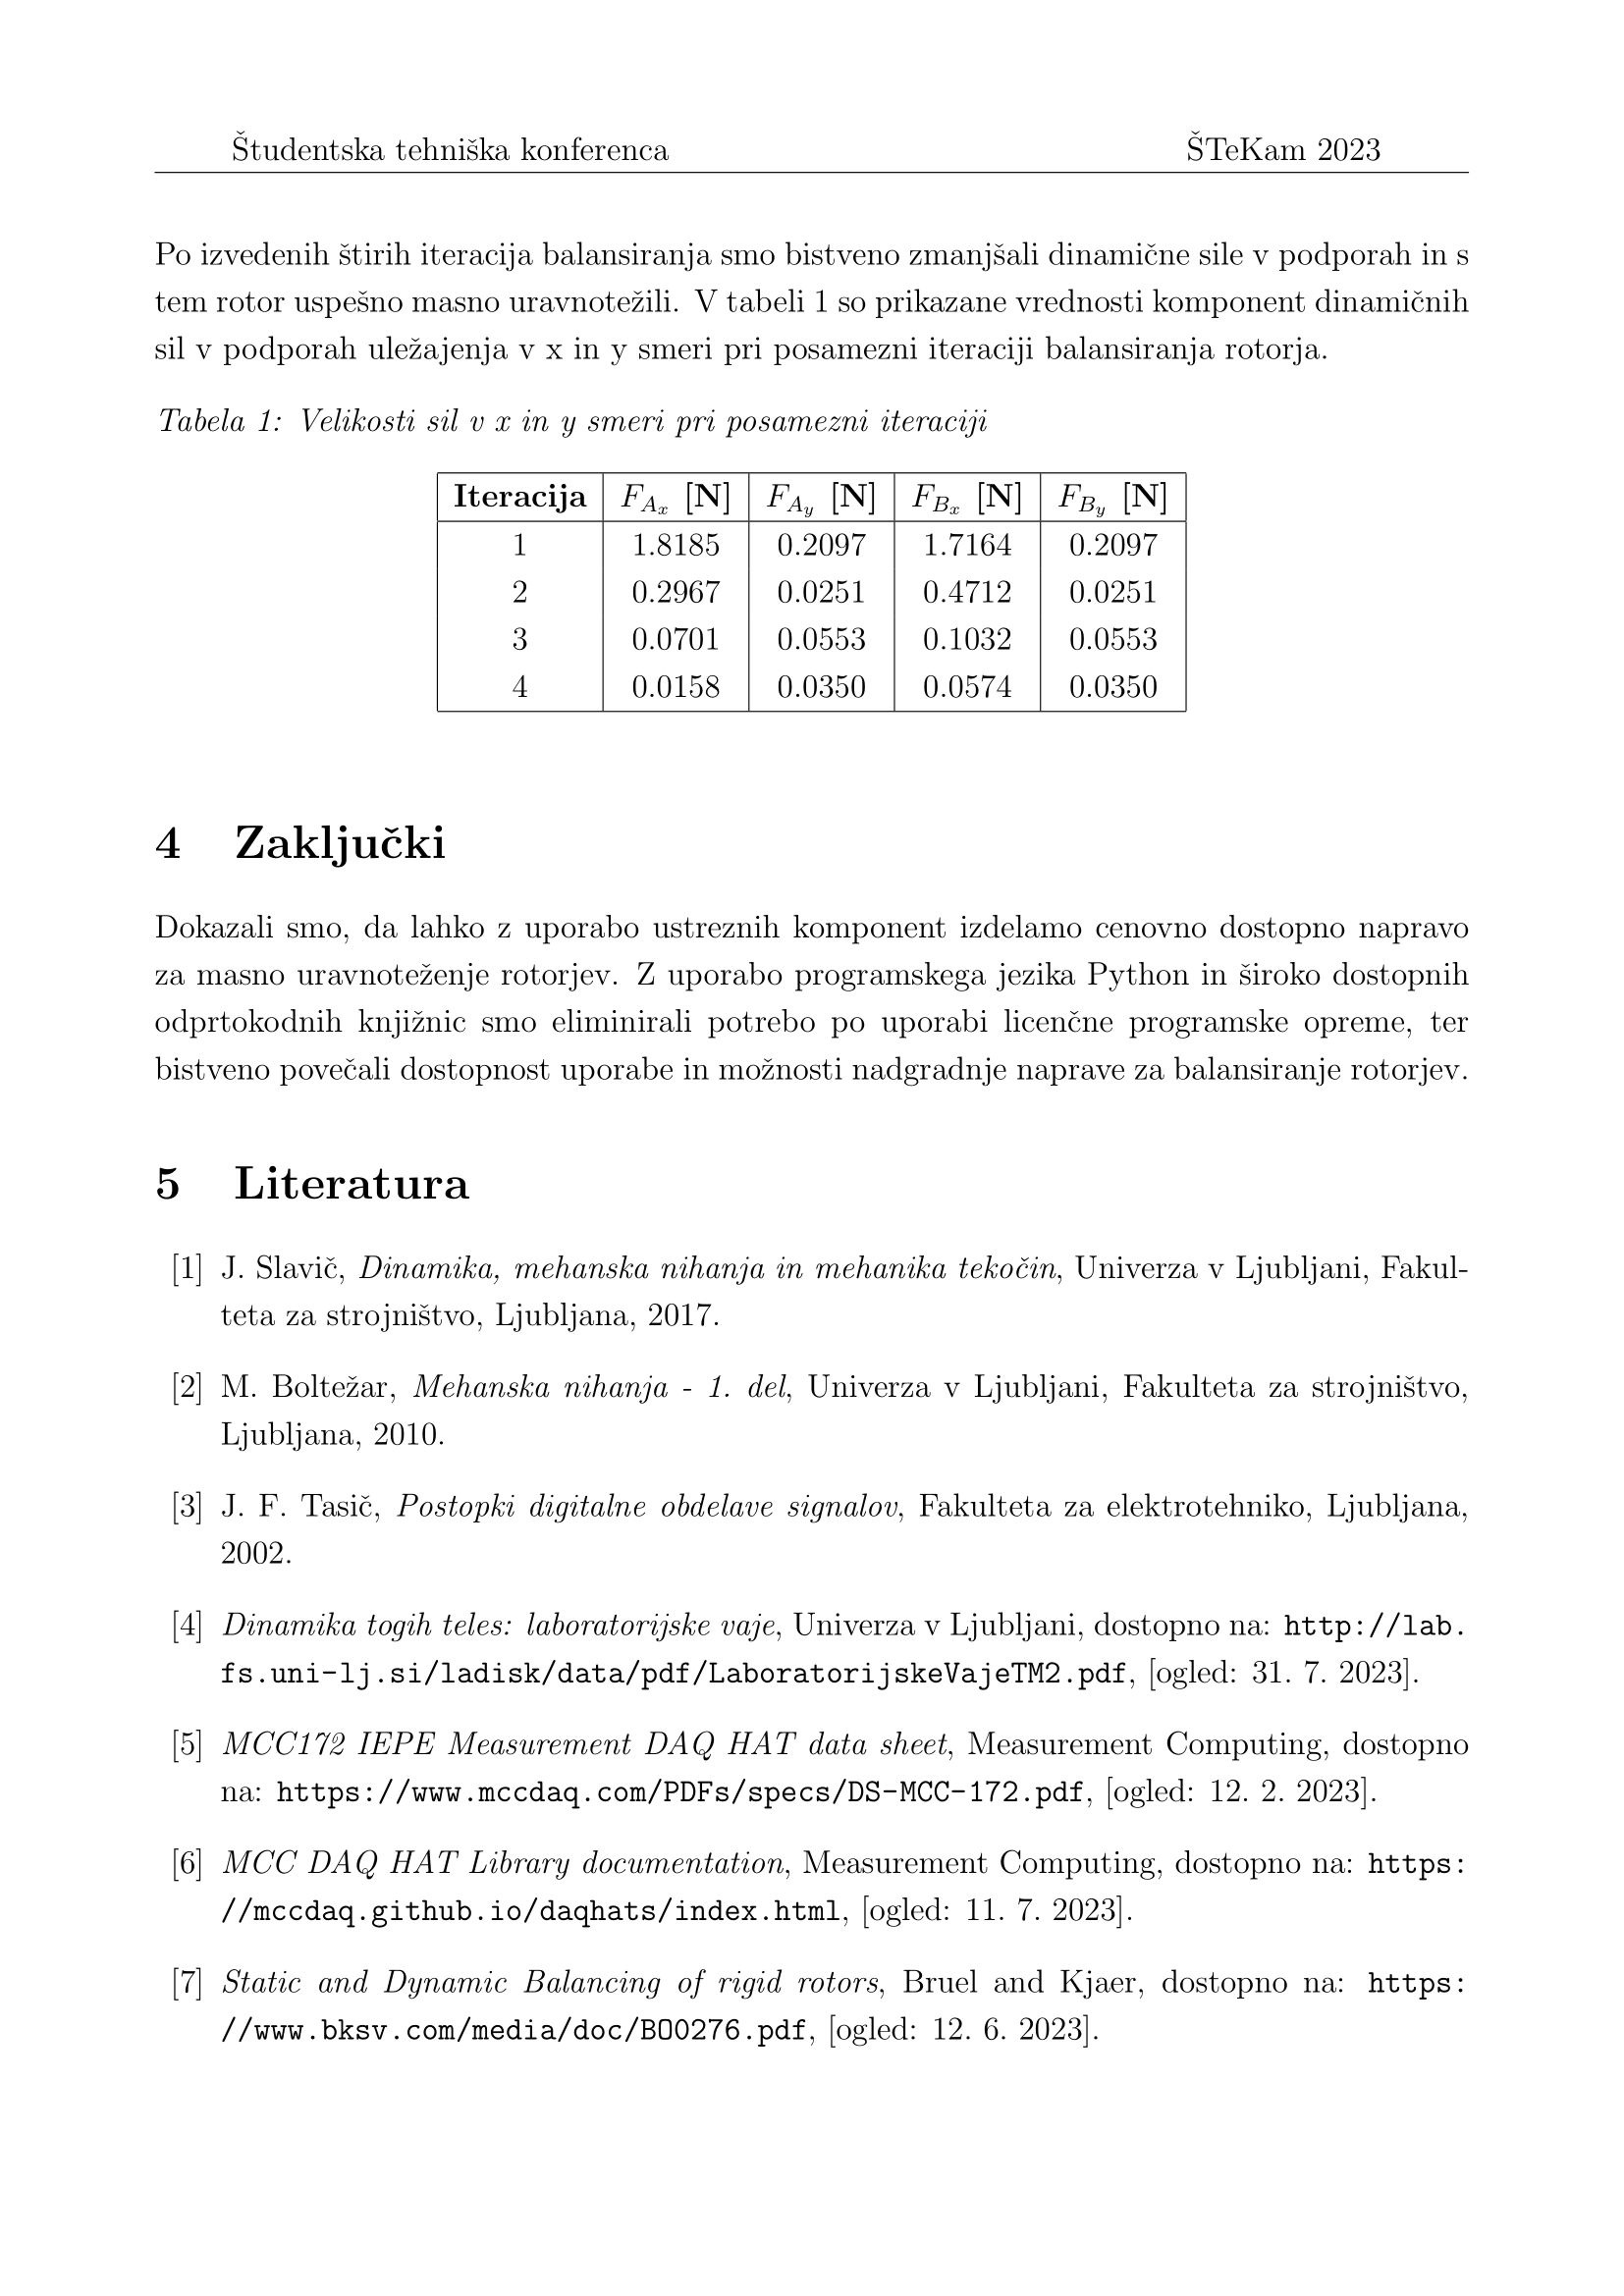 Študentska tehniška konferenca ŠTeKam 2023
Po izvedenih štirih iteracija balansiranja smo bistveno zmanjšali dinamične sile v podporah in s
tem rotor uspešno masno uravnotežili. V tabeli 1 so prikazane vrednosti komponent dinamičnih
sil v podporah uležajenja v x in y smeri pri posamezni iteraciji balansiranja rotorja.
Tabela 1: Velikosti sil v x in y smeri pri posamezni iteraciji
Iteracija F_{A_x} [N] F_{A_y} [N] F_{B_x} [N] F_{B_y} [N]
1 1.8185 0.2097 1.7164 0.2097
2 0.2967 0.0251 0.4712 0.0251
3 0.0701 0.0553 0.1032 0.0553
4 0.0158 0.0350 0.0574 0.0350
4 Zaključki
Dokazali smo, da lahko z uporabo ustreznih komponent izdelamo cenovno dostopno napravo
za masno uravnoteženje rotorjev. Z uporabo programskega jezika Python in široko dostopnih
odprtokodnih knjižnic smo eliminirali potrebo po uporabi licenčne programske opreme, ter
bistveno povečali dostopnost uporabe in možnosti nadgradnje naprave za balansiranje rotorjev.
5 Literatura
[1] J. Slavič, Dinamika, mehanska nihanja in mehanika tekočin, Univerza v Ljubljani, Fakul-
teta za strojništvo, Ljubljana, 2017.
[2] M. Boltežar, Mehanska nihanja - 1. del, Univerza v Ljubljani, Fakulteta za strojništvo,
Ljubljana, 2010.
[3] J. F. Tasič, Postopki digitalne obdelave signalov, Fakulteta za elektrotehniko, Ljubljana,
2002.
[4] Dinamika togih teles: laboratorijske vaje, Univerza v Ljubljani, dostopno na: http://lab.
fs.uni-lj.si/ladisk/data/pdf/LaboratorijskeVajeTM2.pdf, [ogled: 31. 7. 2023].
[5] MCC172 IEPE Measurement DAQ HAT data sheet, Measurement Computing, dostopno
na: https://www.mccdaq.com/PDFs/specs/DS-MCC-172.pdf, [ogled: 12. 2. 2023].
[6] MCC DAQ HAT Library documentation, Measurement Computing, dostopno na: https:
//mccdaq.github.io/daqhats/index.html, [ogled: 11. 7. 2023].
[7] Static and Dynamic Balancing of rigid rotors, Bruel and Kjaer, dostopno na: https:
//www.bksv.com/media/doc/BO0276.pdf, [ogled: 12. 6. 2023].